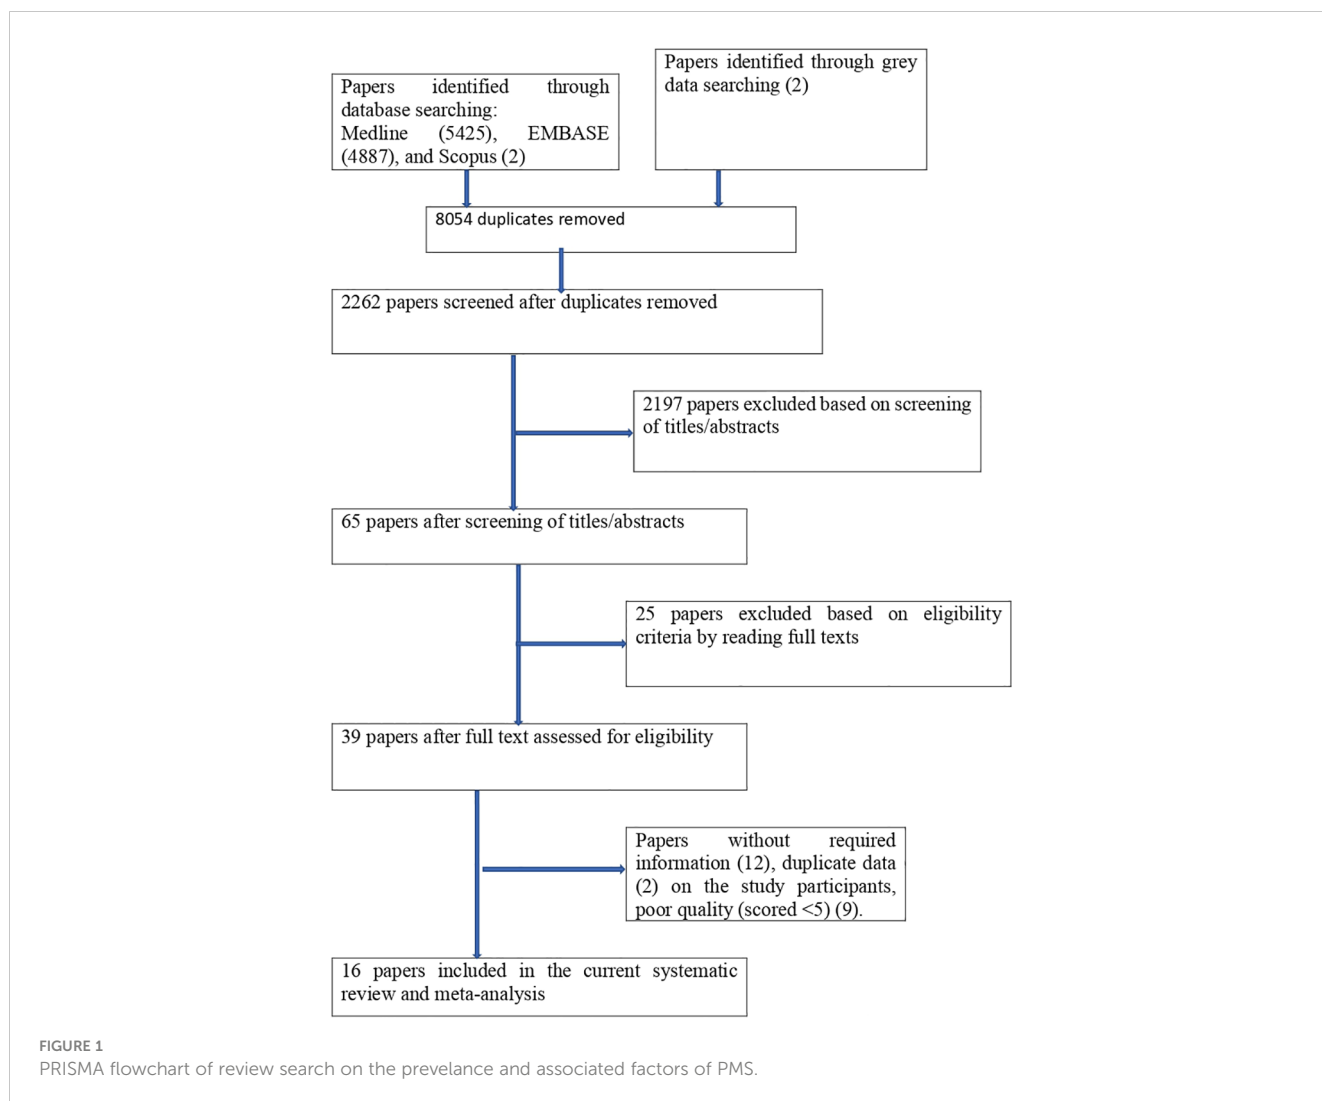 Papers identified through
database searching:
Medline (5425), EMBASE
(4887), and Scopus (2)
Papers identified through grey
data searching (2)
8054 duplicates removed
2262 papers screened after duplicates removed
2197 papers excluded based on screening
of titles/abstracts
65 papers after screening of titles/abstracts
25 papers excluded based on eligibility
criteria by reading full texts
39 papers after full text assessed for eligibility
Papers without required
information (12), duplicate data
(2) on the study participants,
poor quality (scored <5) (9).
16 papers included in the current systematic
review and meta-analysis
FIGURE 1
PRISMA flowchart of review search on the prevelance and associated factors of PMS.